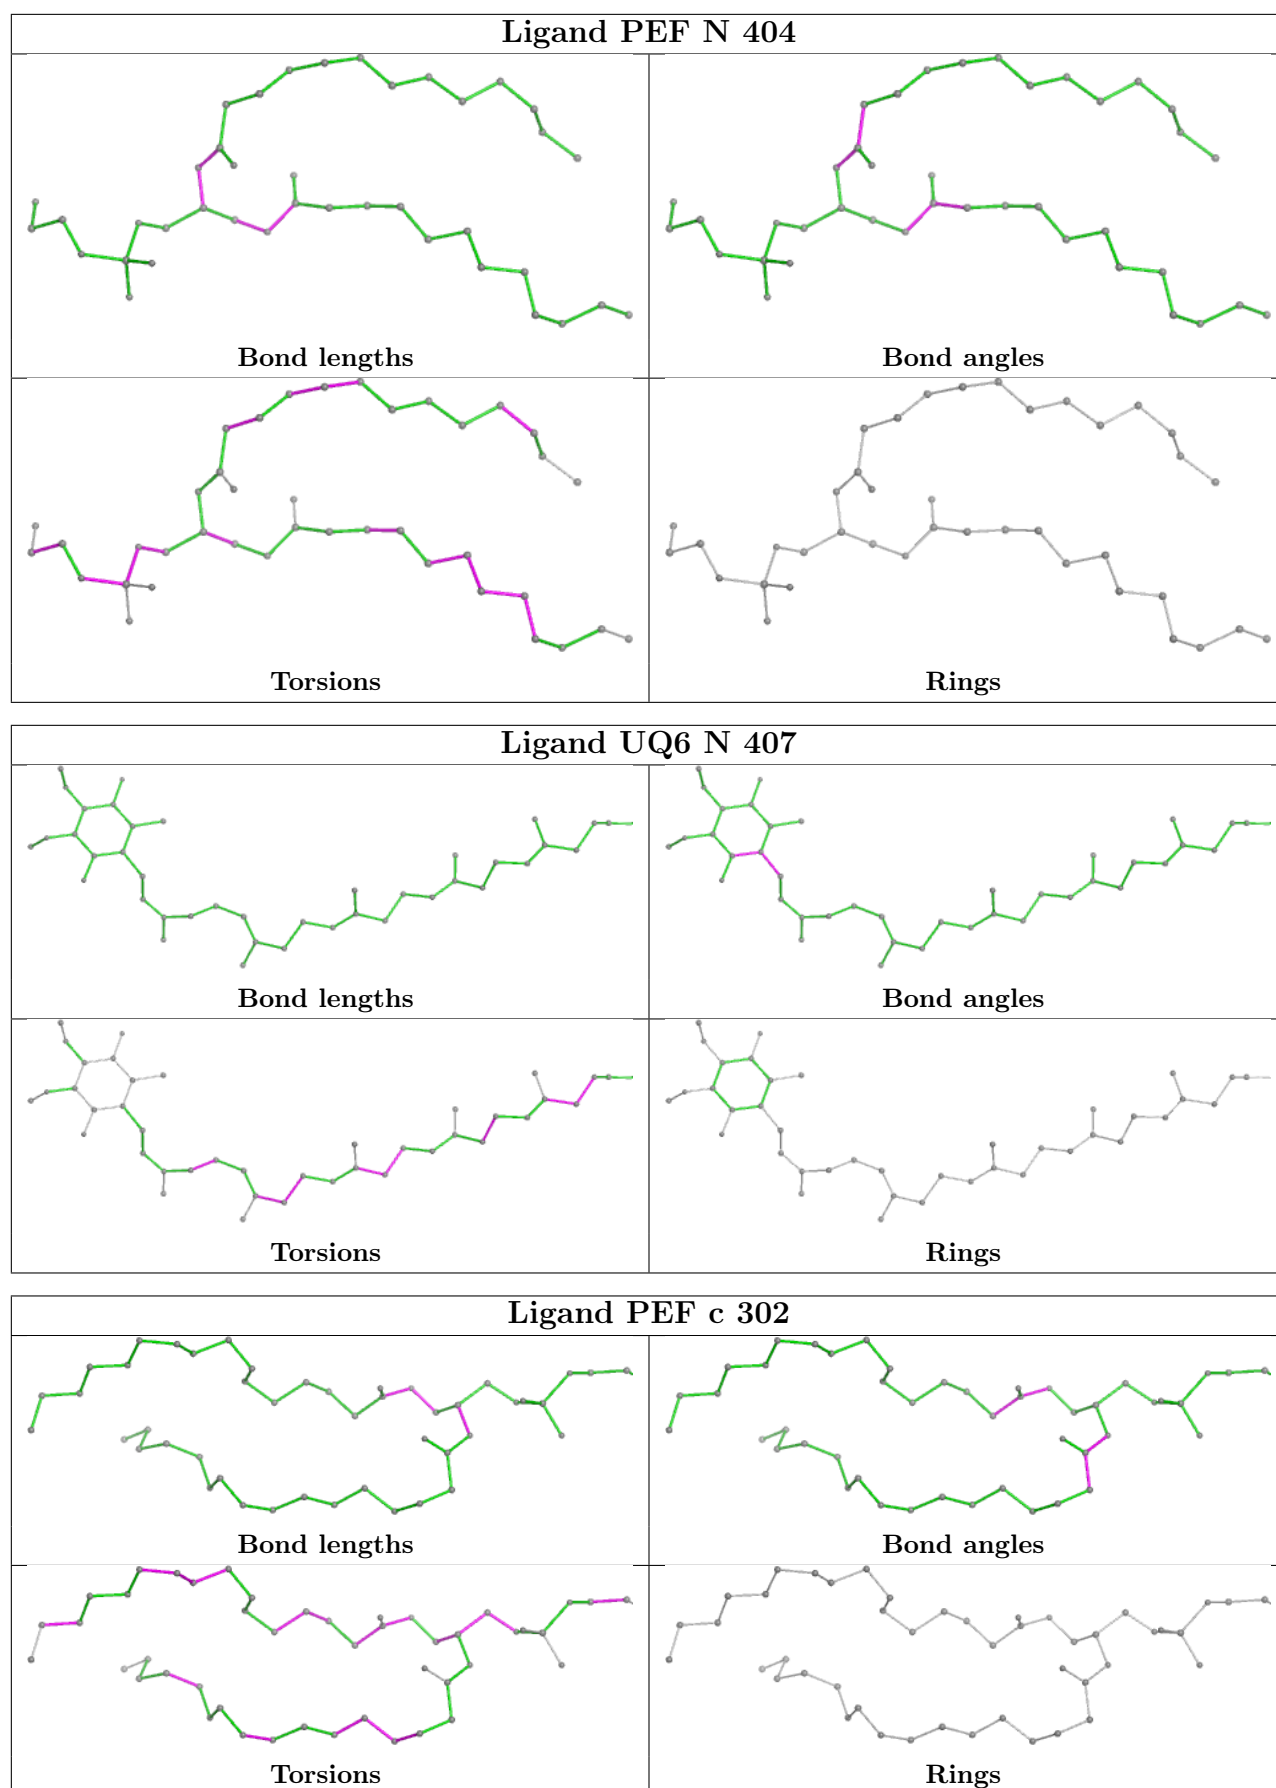 Ligand PEF N 404
Bond lengths
Bond angles
Torsions
Rings
Ligand UQ6 N 407
Bond lengths
Bond angles
Torsions
Rings
Ligand PEF c 302
Bond lengths
Bond angles
Torsions
Rings